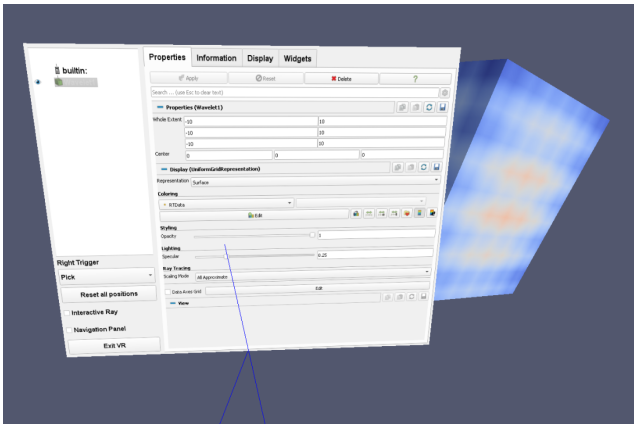 builtin:
Properties Information Display Widgets
Apply Reset Delete ?
Search ... (use Esc to clear text)
Properties (Wavelet1)
Whole Extent -10 10
-10 10
-10 10
Center 0 0 0
Display (UniformGridRepresentation)
Representation Surface
Coloring
RTData
Edit
Styling
Opacity 1
Lighting
Specular 0.25
Ray Tracing
Scaling Mode All Approximate
Data Axes Grid Edit
View
Right Trigger
Pick
Reset all positions
Interactive Ray
Navigation Panel
Exit VR